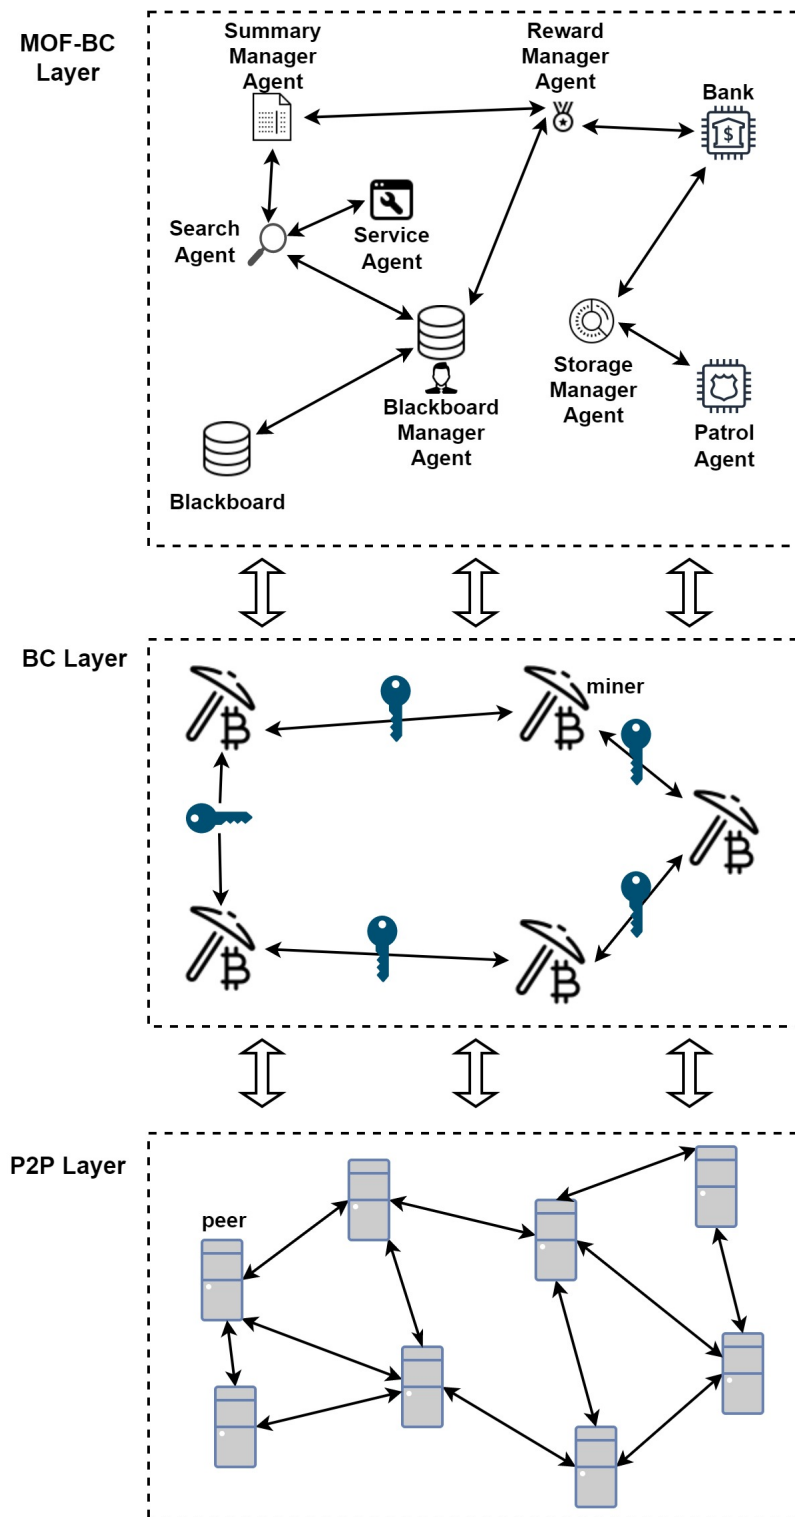 MOF-BC
Layer
Summary
Manager
Agent
Reward
Manager
Agent
Bank
$
Search
Agent
Service
Agent
Storage
Manager
Agent
Blackboard
Manager
Agent
Patrol
Agent
Blackboard
BC Layer
miner
P2P Layer
peer